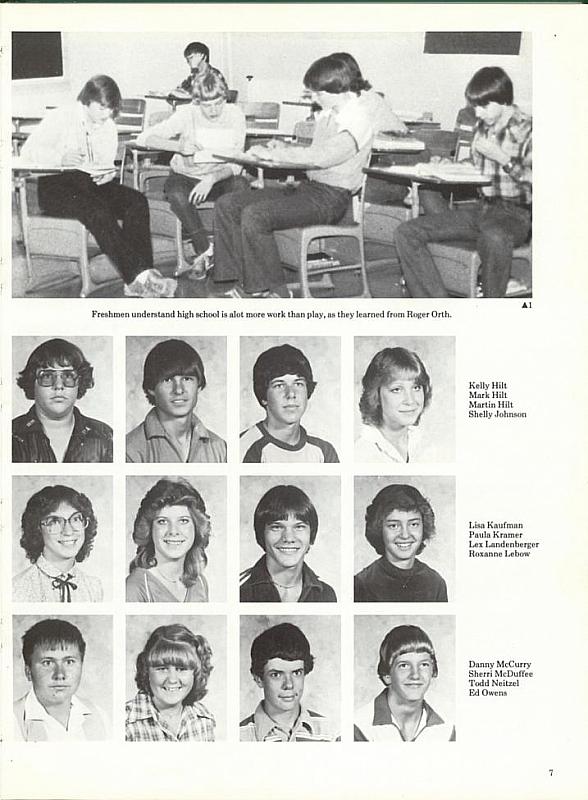 ▲1
Freshmen understand high school is alot more work than play, as they learned from Roger Orth.
Kelly Hilt
Mark Hilt
Martin Hilt
Shelly Johnson
Lisa Kaufman
Paula Kramer
Lex Landenberger
Roxanne Lebow
Danny McCurry
Sherri McDuffee
Todd Neitzel
Ed Owens
7